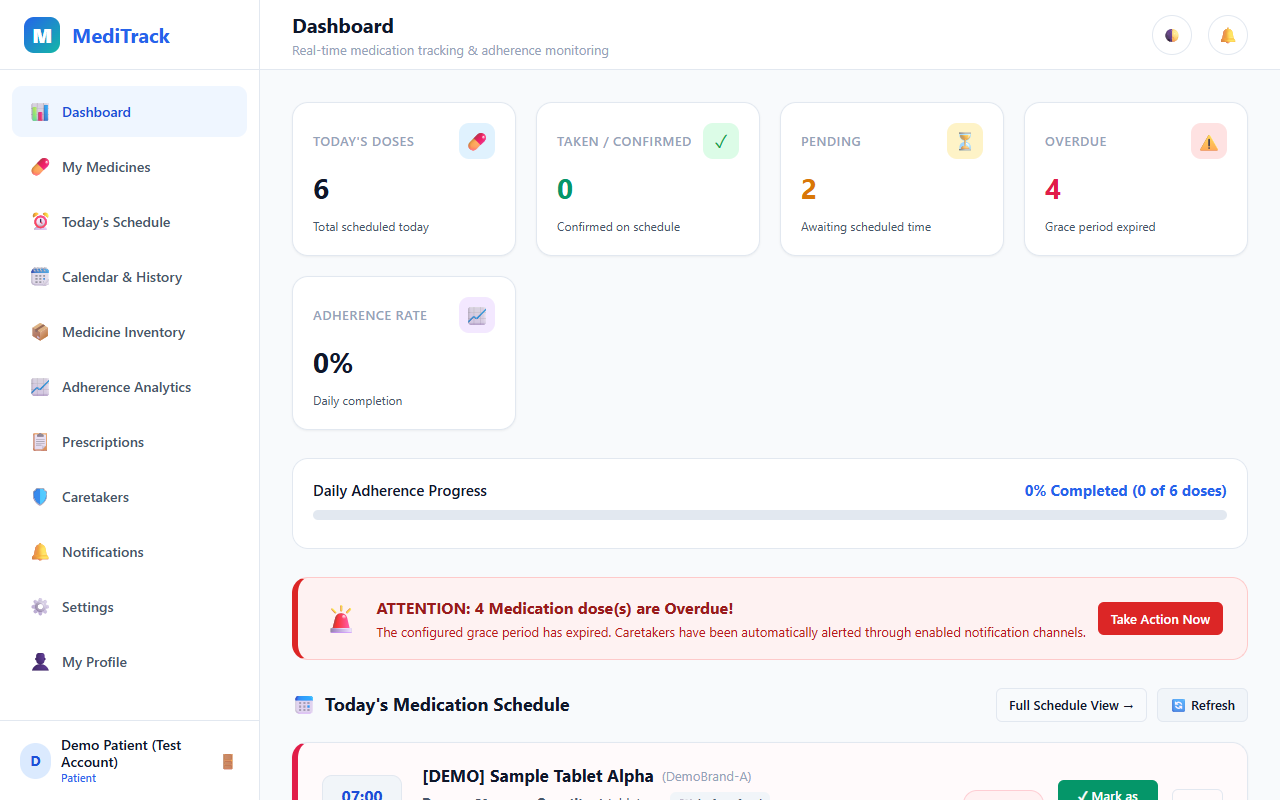 M MediTrack
Dashboard
My Medicines
Today's Schedule
Calendar & History
Medicine Inventory
Adherence Analytics
Prescriptions
Caretakers
Notifications
Settings
My Profile
D
Demo Patient (Test
Account)
Patient
Dashboard
Real-time medication tracking & adherence monitoring
TODAY'S DOSES
6
Total scheduled today
TAKEN / CONFIRMED
0
Confirmed on schedule
PENDING
2
Awaiting scheduled time
OVERDUE
4
Grace period expired
ADHERENCE RATE
0%
Daily completion
Daily Adherence Progress
0% Completed (0 of 6 doses)
ATTENTION: 4 Medication dose(s) are Overdue!
The configured grace period has expired. Caretakers have been automatically alerted through enabled notification channels.
Take Action Now
Today's Medication Schedule
Full Schedule View →
Refresh
07:00
[DEMO] Sample Tablet Alpha (DemoBrand-A)
✓ Mark as